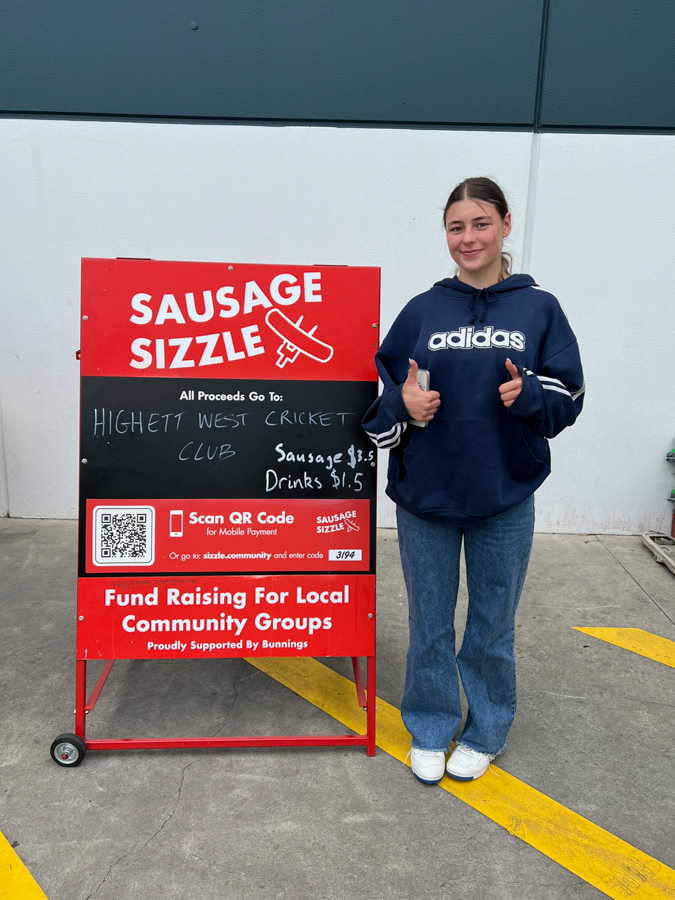 SAUSAGE
SIZZLE
All Proceeds Go To:
HIGHETT WEST CRICKET
CLUB
Sausage $3.5
Drinks $1.5
Scan QR Code
for Mobile Payment
Or go to: sizzle.community and enter code 3194
SAUSAGE
SIZZLE
Fund Raising For Local
Community Groups
Proudly Supported By Bunnings
adidas